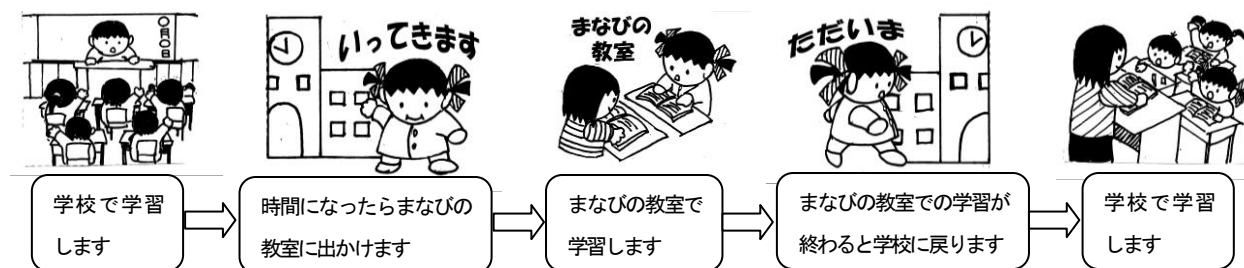 〇月〇日
いってきます
まなびの
教室
ただいま
学校で学習
します
時間になったらまなびの
教室に出かけます
まなびの教室で
学習します
まなびの教室での学習が
終わると学校に戻ります
学校で学習
します